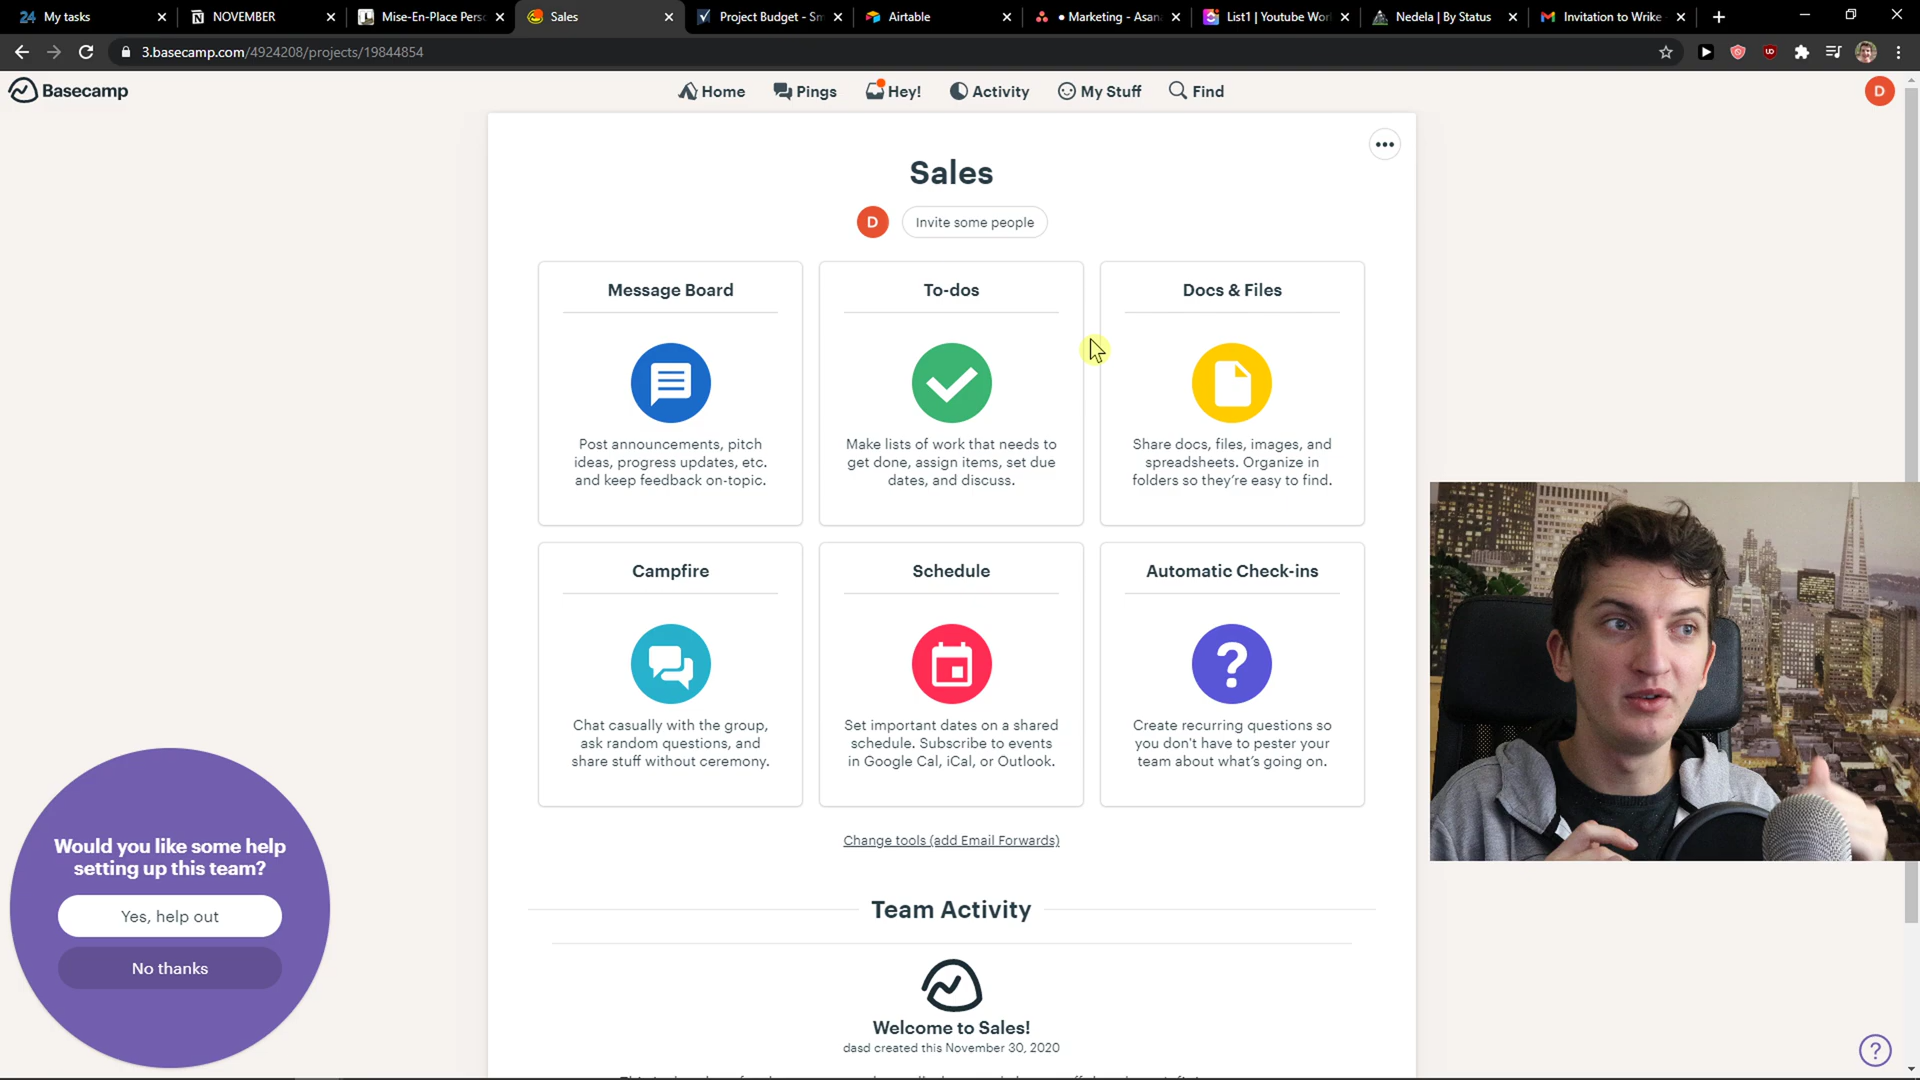 24 My tasks
NOVEMBER
Mise-En-Place Perso
Sales
Project Budget - Sm
Airtable
• Marketing - Asana
List1 | Youtube Wor
Nedela | By Status
Invitation to Wrike
3.basecamp.com/4924208/projects/19844854
Basecamp
Home
Pings
Hey!
Activity
My Stuff
Find
D
Sales
D
Invite some people
Message Board
Post announcements, pitch
ideas, progress updates, etc.
and keep feedback on-topic.
To-dos
Make lists of work that needs to
get done, assign items, set due
dates, and discuss.
Docs & Files
Share docs, files, images, and
spreadsheets. Organize in
folders so they're easy to find.
Campfire
Chat casually with the group,
ask random questions, and
share stuff without ceremony.
Schedule
Set important dates on a shared
schedule. Subscribe to events
in Google Cal, iCal, or Outlook.
Automatic Check-ins
?
Create recurring questions so
you don't have to pester your
team about what's going on.
Change tools (add Email Forwards)
Team Activity
Welcome to Sales!
dasd created this November 30, 2020
Would you like some help
setting up this team?
Yes, help out
No thanks
?